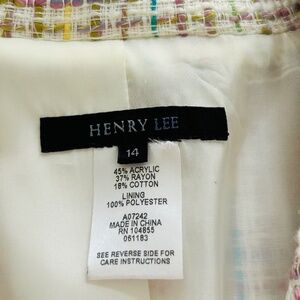 HENRY LEE
14
45% ACRYLIC
37% RAYON
18% COTTON
LINING
100% POLYESTER
A07242
MADE IN CHINA
RN 104855
051183
SEE REVERSE SIDE FOR
CARE INSTRUCTIONS